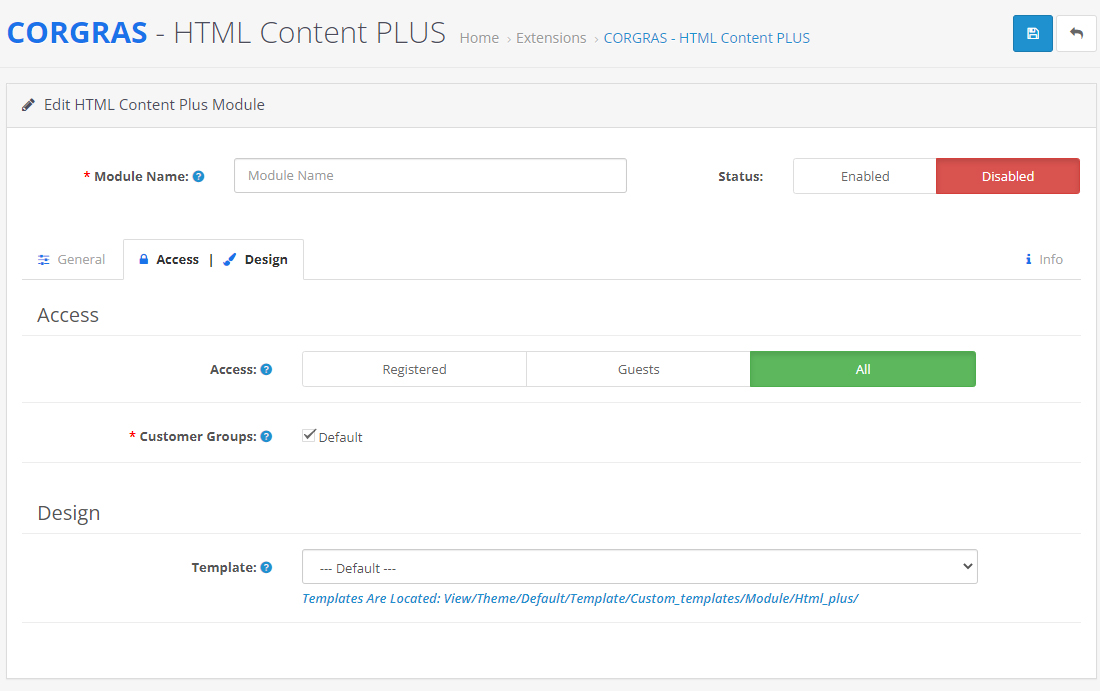 CORGRAS - HTML Content PLUS Home › Extensions › CORGRAS - HTML Content PLUS
Edit HTML Content Plus Module
* Module Name: ? Module Name Status: Enabled Disabled
General Access | Design i Info
Access
Access: ? Registered Guests All
* Customer Groups: ? Default
Design
Template: ? --- Default ---
Templates Are Located: View/Theme/Default/Template/Custom_templates/Module/Html_plus/